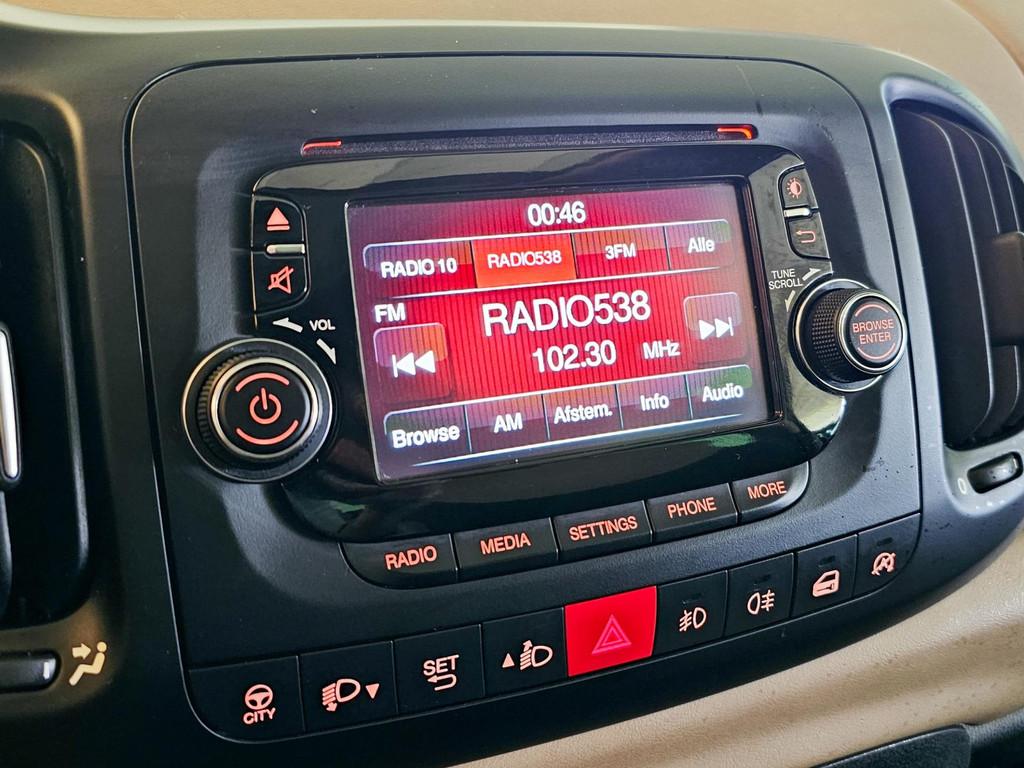 00:46
RADIO 10 RADIO538 3FM Alle
FM
RADIO538
102.30 MHz
Browse AM Afstem. Info Audio
VOL
TUNE
SCROLL
BROWSE
ENTER
RADIO MEDIA SETTINGS PHONE MORE
CITY
SET
0